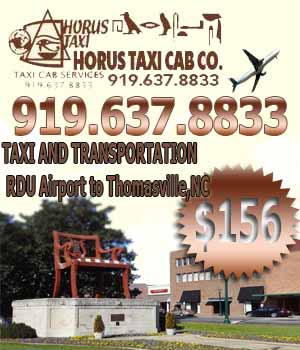 HORUS
TAXI
TAXI CAB SERVICES
919.637.8833
HORUS TAXI CAB CO.
919.637.8833
919.637.8833
TAXI AND TRANSPORTATION
RDU Airport to Thomasville,NC
$156